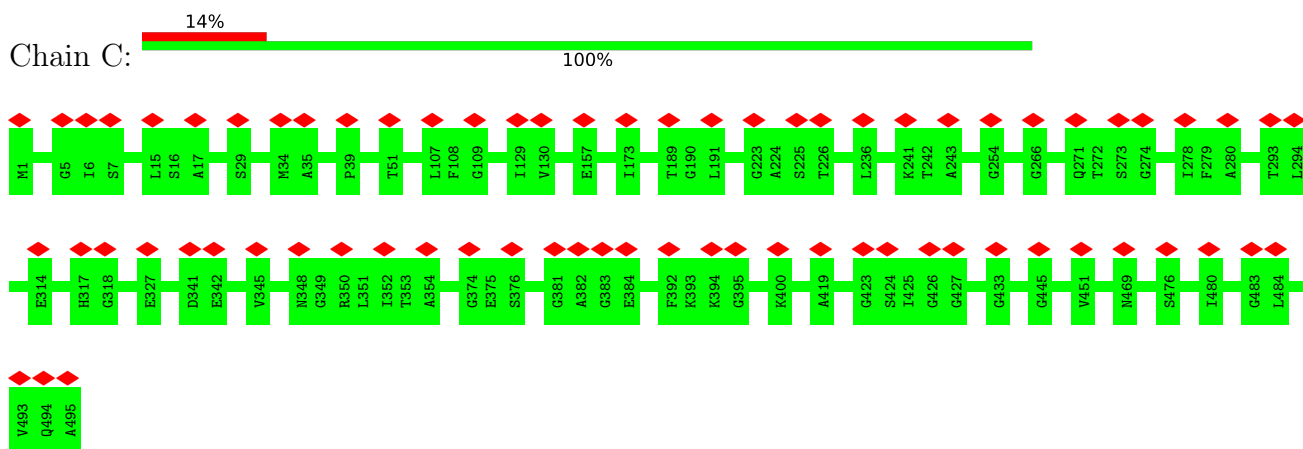 14%
Chain C:
100%
M1 G5 I6 S7 L15 S16 A17 S29 M34 A35 P39 T51 L107 F108 G109 I129 V130 E157 I173 T189 G190 L191 G223 A224 S225 T226 L236 K241 T242 A243 G254 G266 Q271 T272 S273 G274 I278 F279 A280 T293 L294
E314 H317 G318 E327 D341 E342 V345 N348 G349 R350 L351 I352 T353 A354 G374 E375 S376 G381 A382 G383 E384 F392 K393 K394 G395 K400 A419 G423 S424 I425 G426 G427 G433 G445 V451 N469 S476 I480 G483 L484
V493 Q494 A495